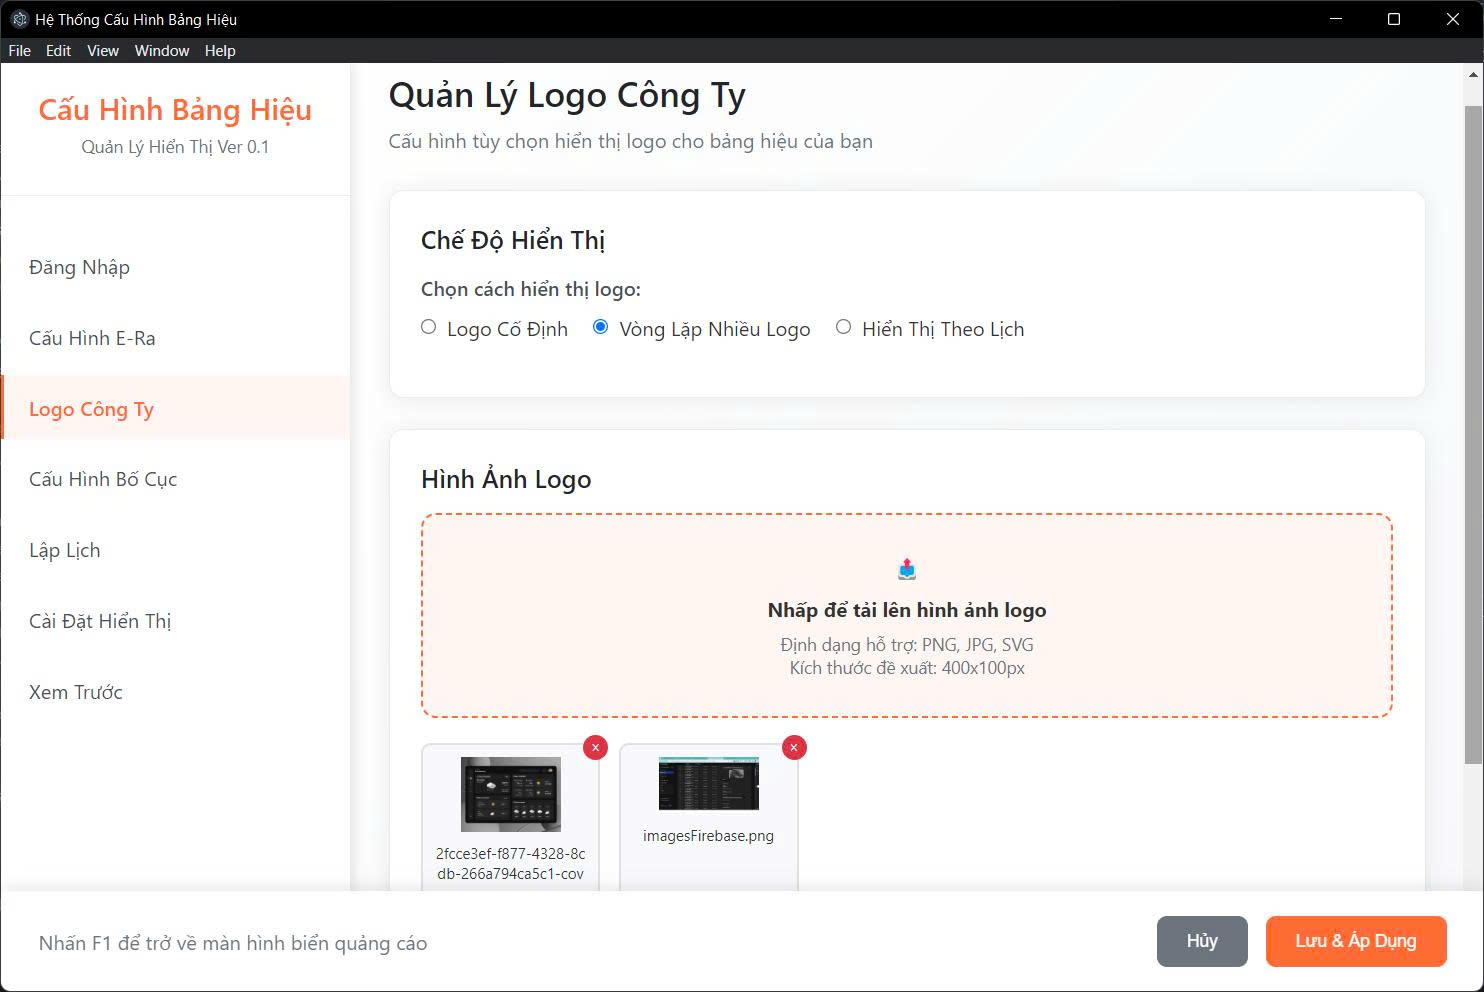 Hệ Thống Cấu Hình Bảng Hiệu
File Edit View Window Help
Cấu Hình Bảng Hiệu
Quản Lý Hiển Thị Ver 0.1
Đăng Nhập
Cấu Hình E-Ra
Logo Công Ty
Cấu Hình Bố Cục
Lập Lịch
Cài Đặt Hiển Thị
Xem Trước
Quản Lý Logo Công Ty
Cấu hình tùy chọn hiển thị logo cho bảng hiệu của bạn
Chế Độ Hiển Thị
Chọn cách hiển thị logo:
Logo Cố Định Vòng Lặp Nhiều Logo Hiển Thị Theo Lịch
Hình Ảnh Logo
Nhấp để tải lên hình ảnh logo
Định dạng hỗ trợ: PNG, JPG, SVG
Kích thước đề xuất: 400x100px
2fcce3ef-f877-4328-8c
db-266a794ca5c1-cov
imagesFirebase.png
Nhấn F1 để trở về màn hình biển quảng cáo
Hủy
Lưu & Áp Dụng